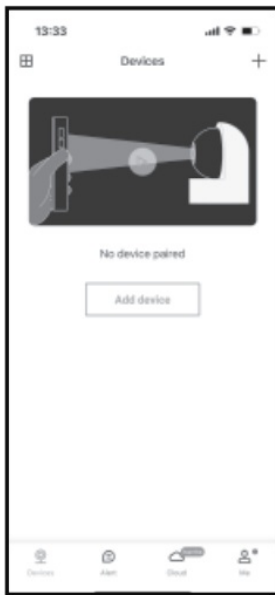 13:33
Devices
No device paired
Add device
Devices
Alert
Cloud
Me